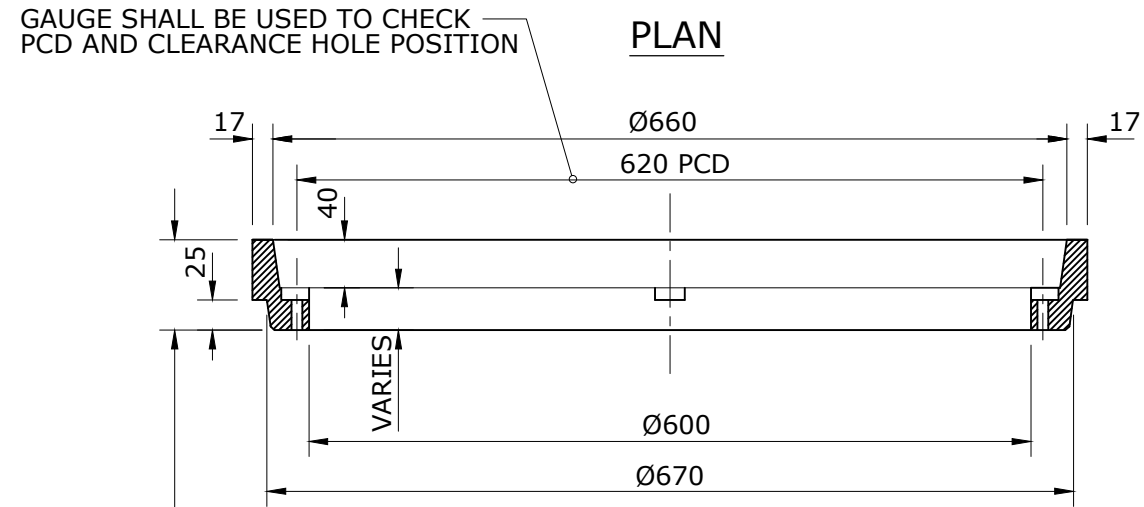 GAUGE SHALL BE USED TO CHECK
PCD AND CLEARANCE HOLE POSITION
PLAN
17
Ø660
17
620 PCD
40
25
VARIES
Ø600
Ø670